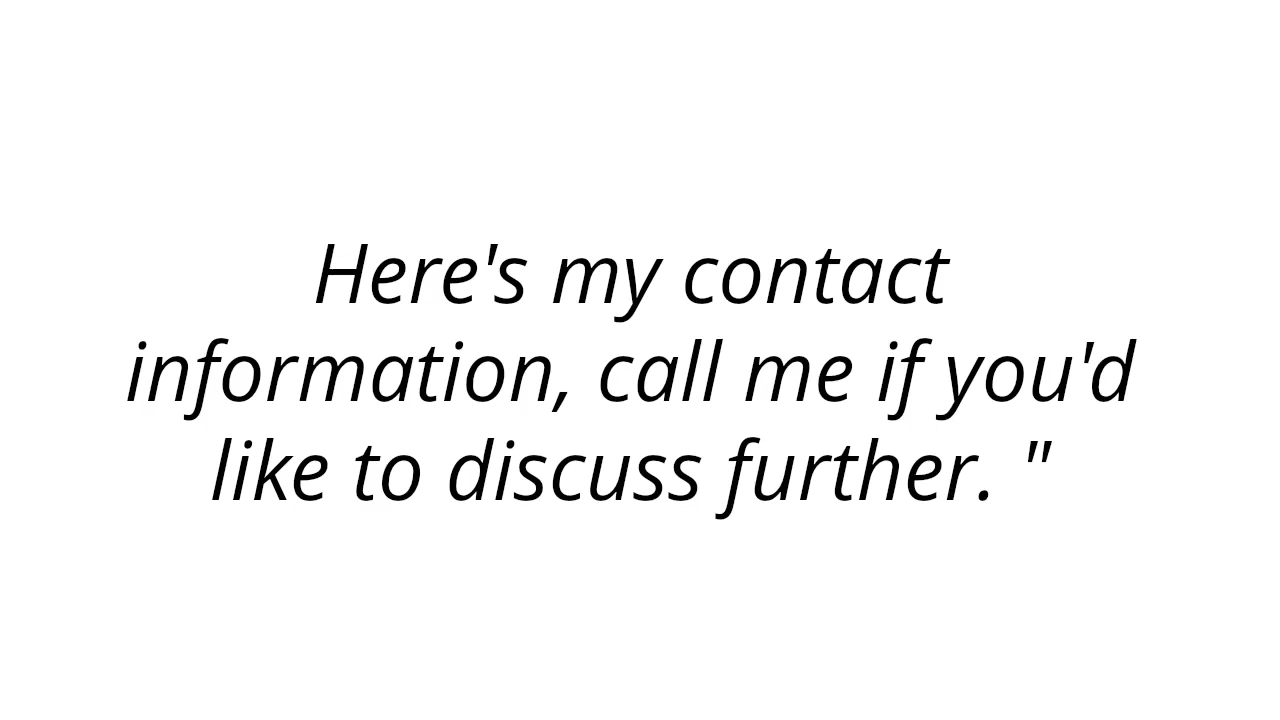 Here's my contact
information, call me if you'd
like to discuss further. "